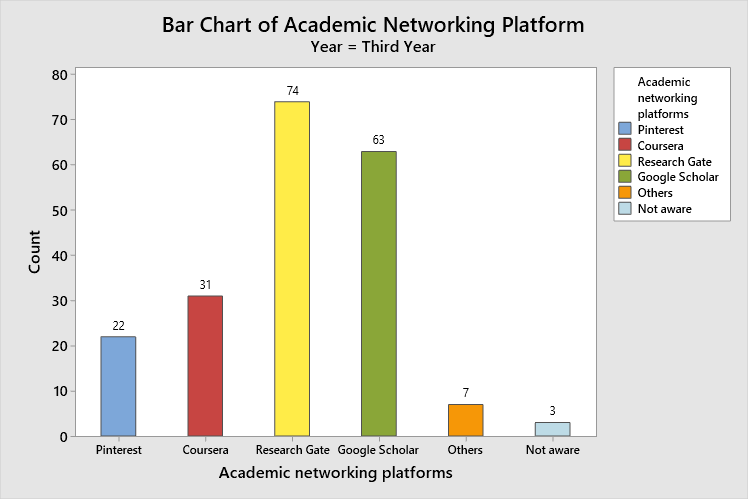 Bar Chart of Academic Networking Platform
Year = Third Year
80
70
60
50
40
30
20
10
0
Count
22
31
74
63
7
3
Pinterest
Coursera
Research Gate
Google Scholar
Others
Not aware
Academic networking platforms
Academic
networking
platforms
Pinterest
Coursera
Research Gate
Google Scholar
Others
Not aware